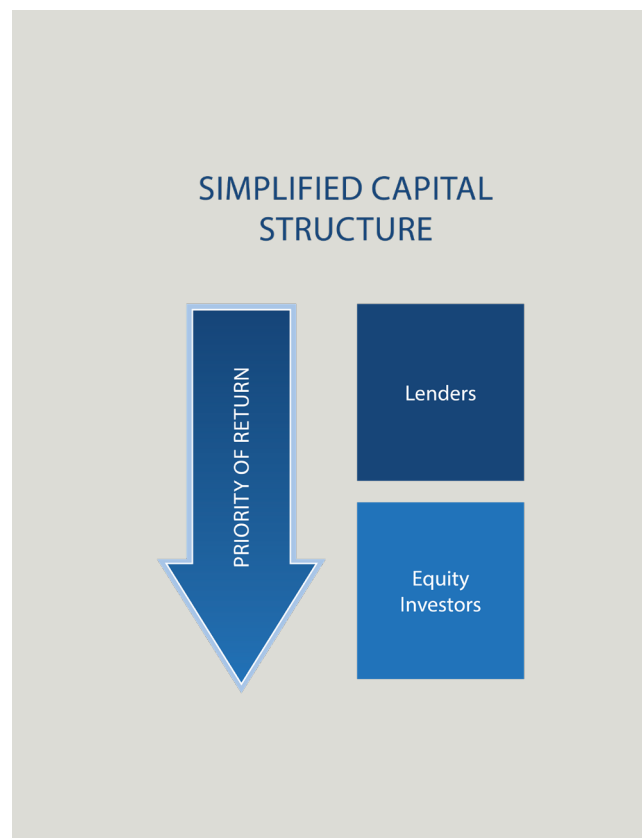 SIMPLIFIED CAPITAL
STRUCTURE
PRIORITY OF RETURN
Lenders
Equity
Investors